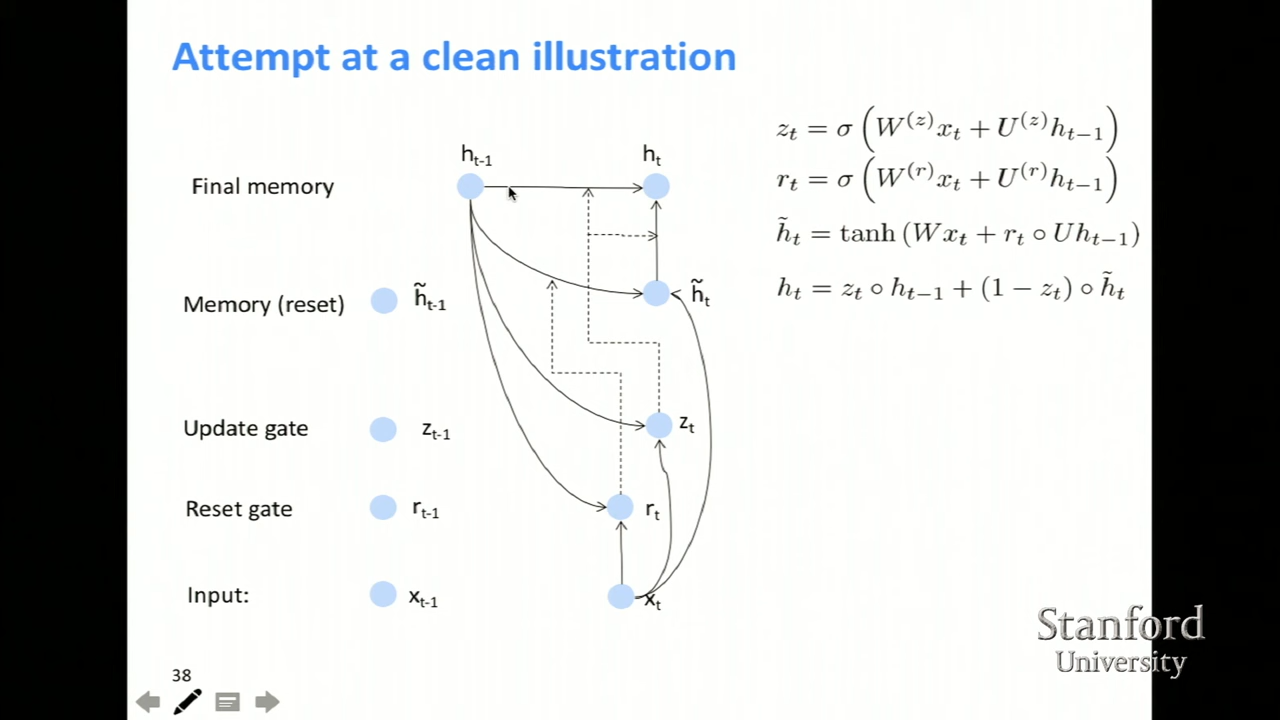 Attempt at a clean illustration
Final memory
h_{t-1}
h_t
Memory (reset)
h̃_{t-1}
h̃_t
Update gate
z_{t-1}
z_t
Reset gate
r_{t-1}
r_t
Input:
x_{t-1}
x_t
z_t = σ(W^{(z)}x_t + U^{(z)}h_{t−1})
r_t = σ(W^{(r)}x_t + U^{(r)}h_{t−1})
h̃_t = tanh(Wx_t + r_t ∘ Uh_{t−1})
h_t = z_t ∘ h_{t−1} + (1 − z_t) ∘ h̃_t
38
Stanford
University